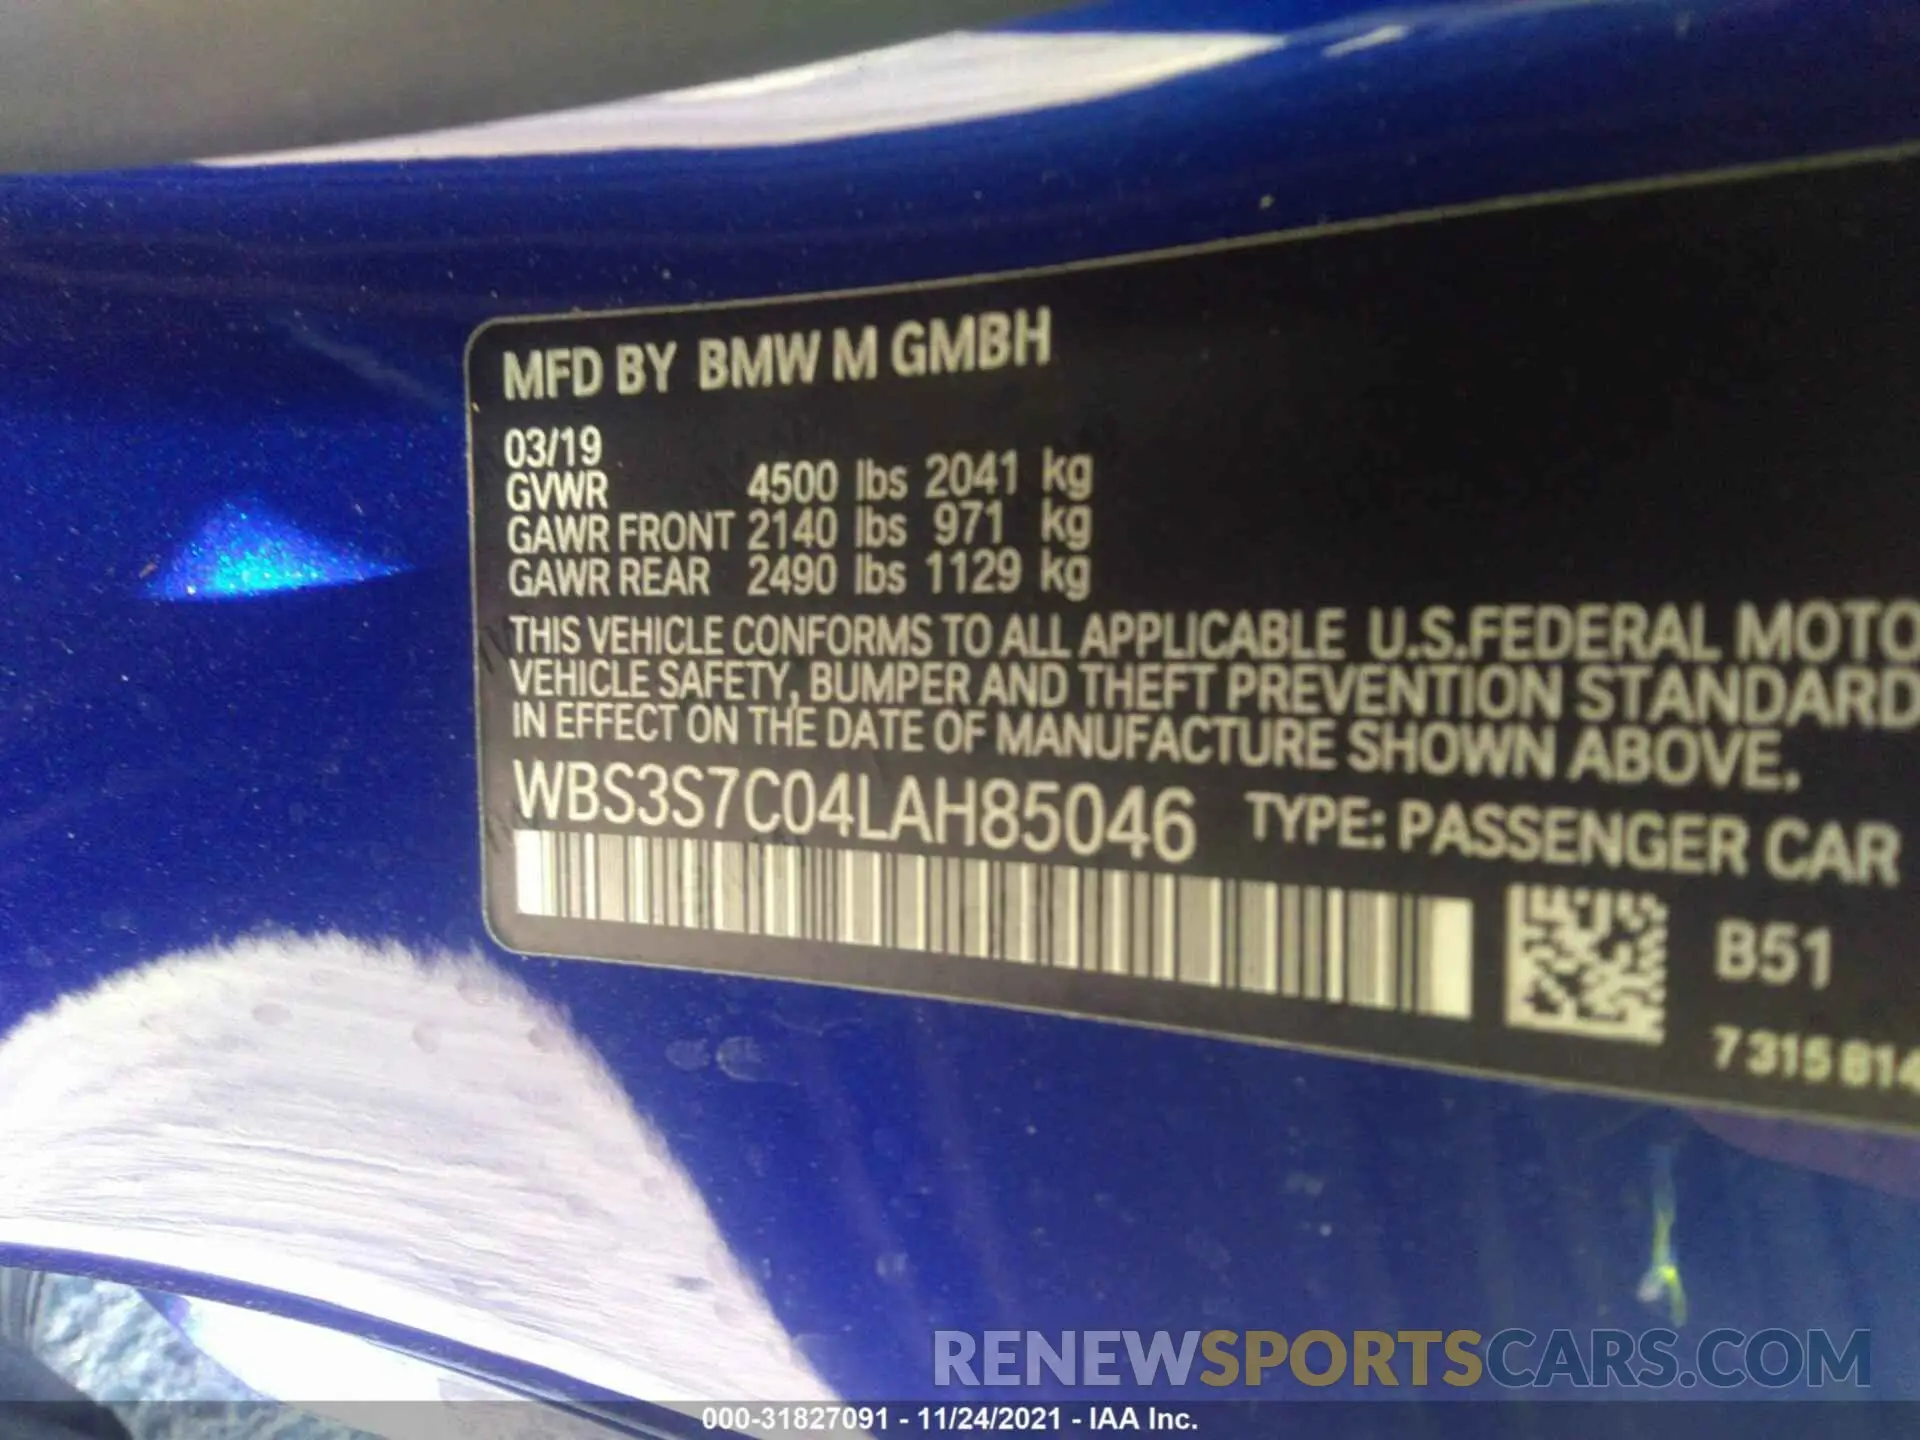 MFD BY BMW M GMBH
03/19
GVWR 4500 lbs 2041 kg
GAWR FRONT 2140 lbs 971 kg
GAWR REAR 2490 lbs 1129 kg
THIS VEHICLE CONFORMS TO ALL APPLICABLE U.S.FEDERAL MOTO
VEHICLE SAFETY, BUMPER AND THEFT PREVENTION STANDARD
IN EFFECT ON THE DATE OF MANUFACTURE SHOWN ABOVE.
WBS3S7C04LAH85046 TYPE: PASSENGER CAR
B51
7 315 814
RENEWSPORTSCARS.COM
000-31827091 - 11/24/2021 - IAA Inc.